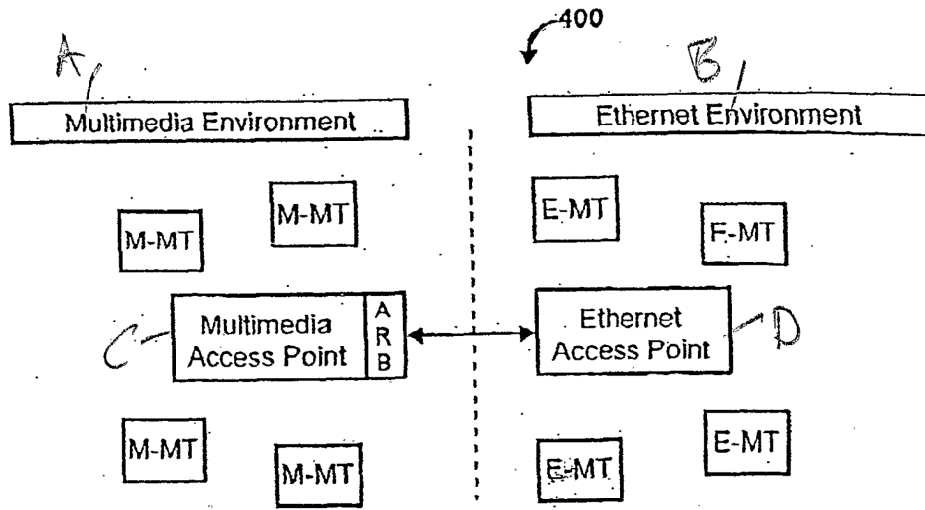 400
A
B
Multimedia Environment
Ethernet Environment
M-MT
M-MT
E-MT
F-MT
C
Multimedia
Access Point
A
R
B
Ethernet
Access Point
D
M-MT
M-MT
E-MT
E-MT